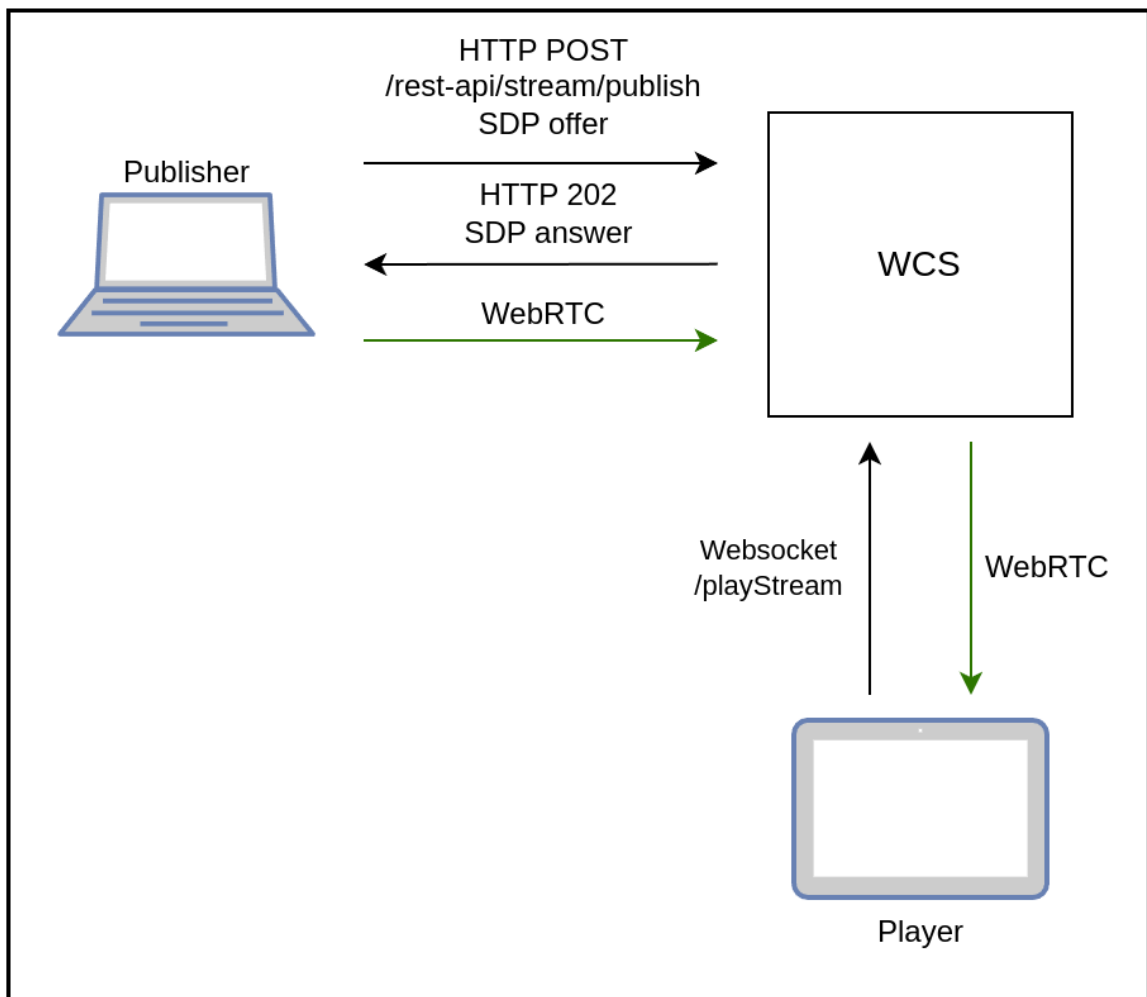 HTTP POST
/rest-api/stream/publish
SDP offer
Publisher
HTTP 202
SDP answer
WebRTC
WCS
Websocket
/playStream
WebRTC
Player